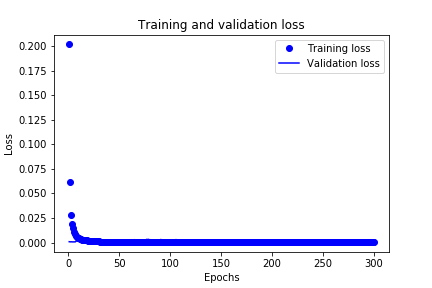 Training and validation loss
Training loss
Validation loss
0.200
0.175
0.150
0.125
0.100
0.075
0.050
0.025
0.000
Loss
0 50 100 150 200 250 300
Epochs